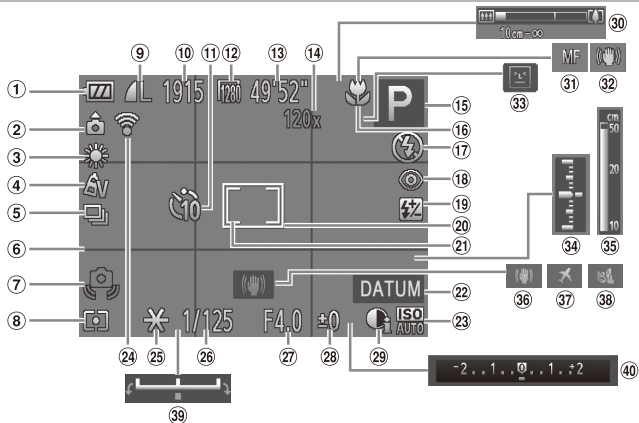 ⑨ ⑩ ⑪ ⑫ ⑬ ⑭ ㉚
10cm-∞
MF
㉛ ㉜
① L 1915 1280 49'52" P ⑮
㉝
120x
② ⑯
cm
50
③ ⑰
20
④ Av 10 ⑱
⑤ ⑲
10
⑳
㉞ ㉟
⑥ ㉑
⑦ DATUM ㉒
㊱ ㊲ ㊳
⑧ 1/125 F4.0 ±0 i ISO AUTO ㉓
㉔ ㉕ ㉖ ㉗ ㉘ ㉙
-2..1..0..1.:+2 ㊵
㊴